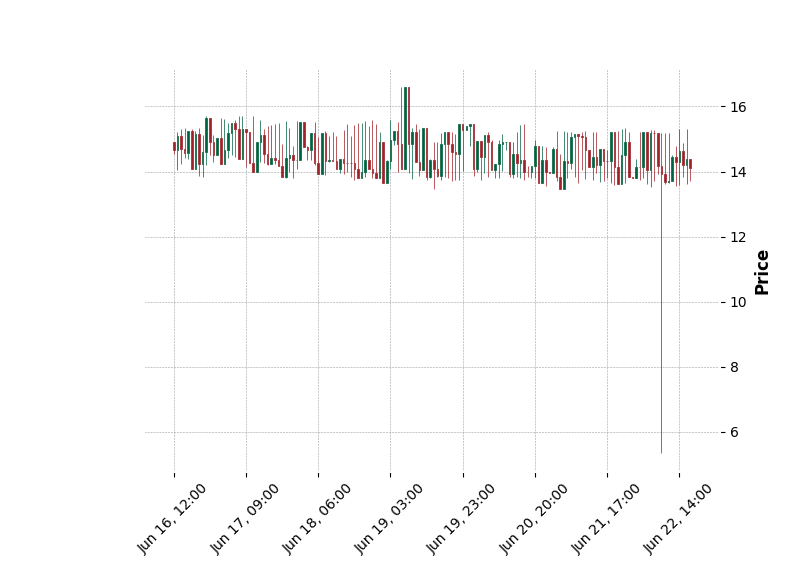 16
14
12
10
8
6
Price
Jun 16, 12:00
Jun 17, 09:00
Jun 18, 06:00
Jun 19, 03:00
Jun 19, 23:00
Jun 20, 20:00
Jun 21, 17:00
Jun 22, 14:00